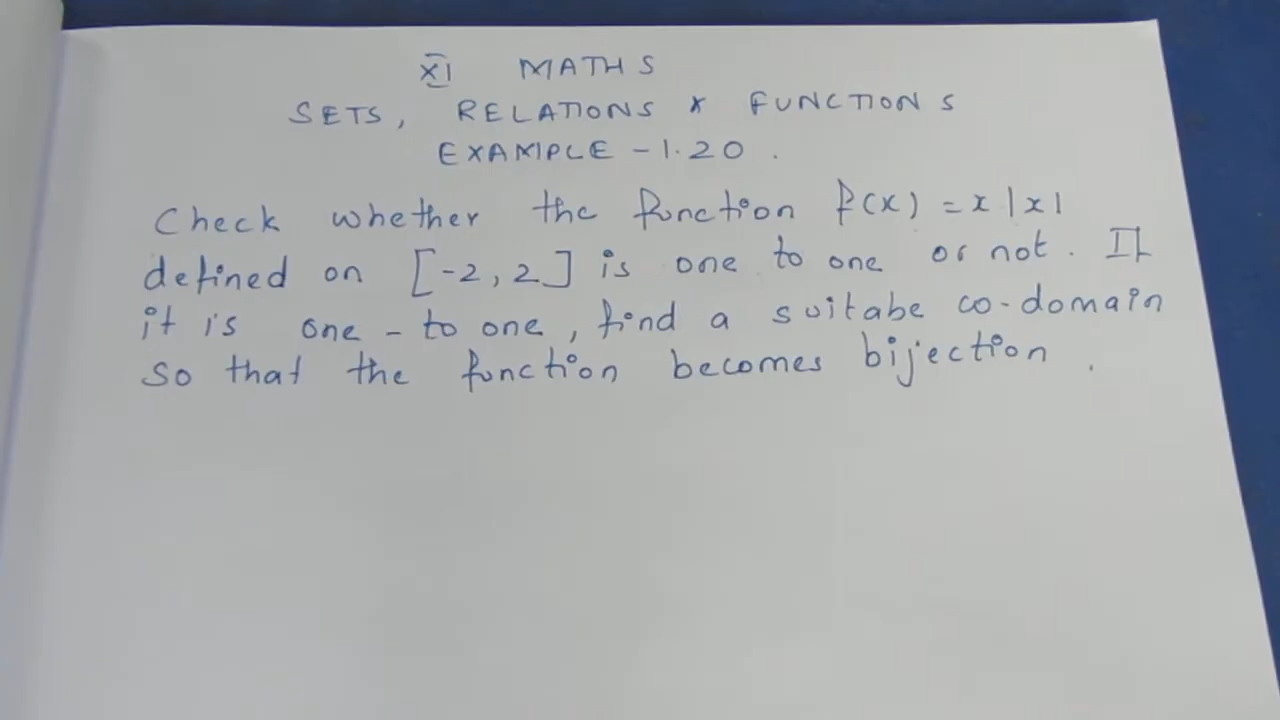 XI MATHS
SETS, RELATIONS & FUNCTIONS
EXAMPLE - 1.20.
Check whether the function f(x) = x|x|
defined on [-2, 2] is one to one or not. If
it is one - to one, find a suitabe co-domain
so that the function becomes bijection.